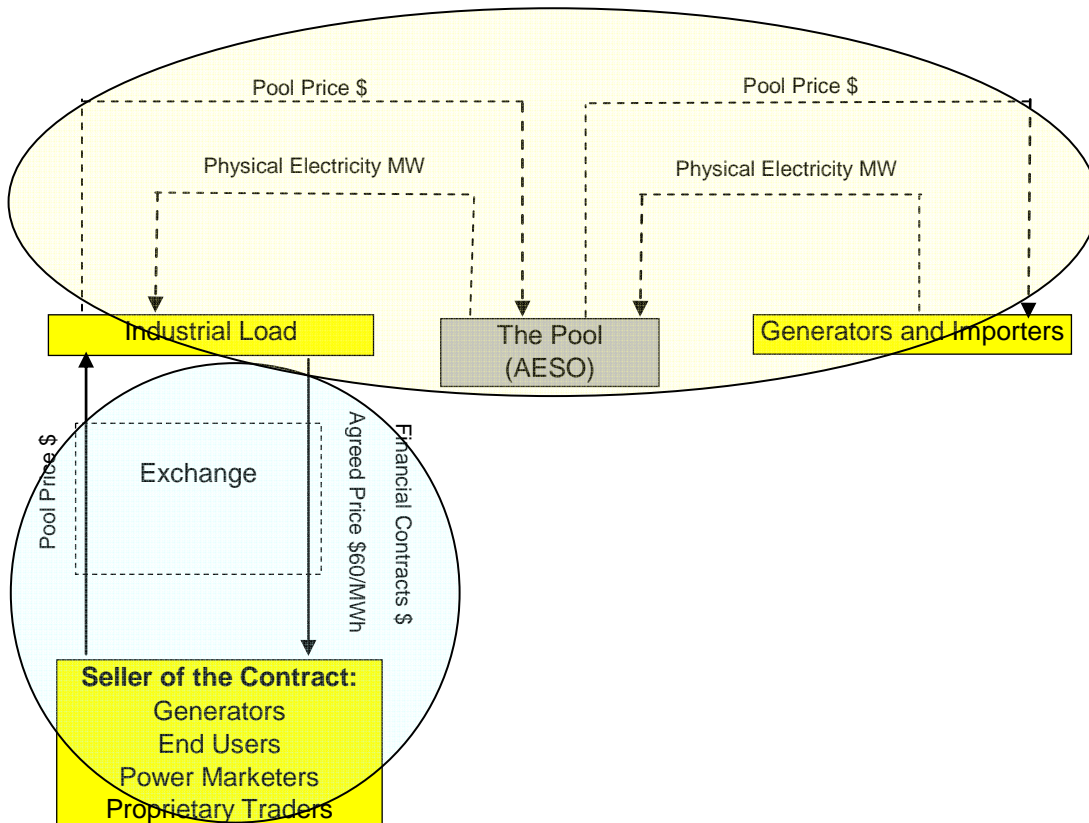 Pool Price $
Pool Price $
Physical Electricity MW
Physical Electricity MW
Industrial Load
The Pool
(AESO)
Generators and Importers
Pool Price $
Exchange
Agreed Price $60/MWh
Financial Contracts $
Seller of the Contract:
Generators
End Users
Power Marketers
Proprietary Traders